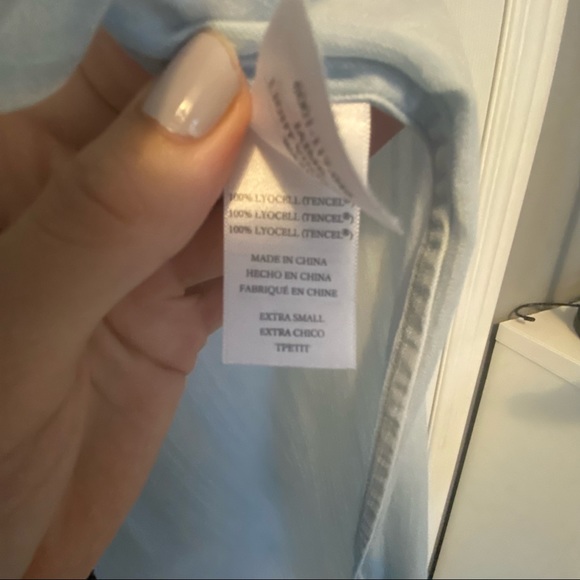 100% LYOCELL (TENCEL®)
100% LYOCELL (TENCEL®)
100% LYOCELL (TENCEL®)
MADE IN CHINA
HECHO EN CHINA
FABRIQUÉ EN CHINE
EXTRA SMALL
EXTRA CHICO
TPETIT